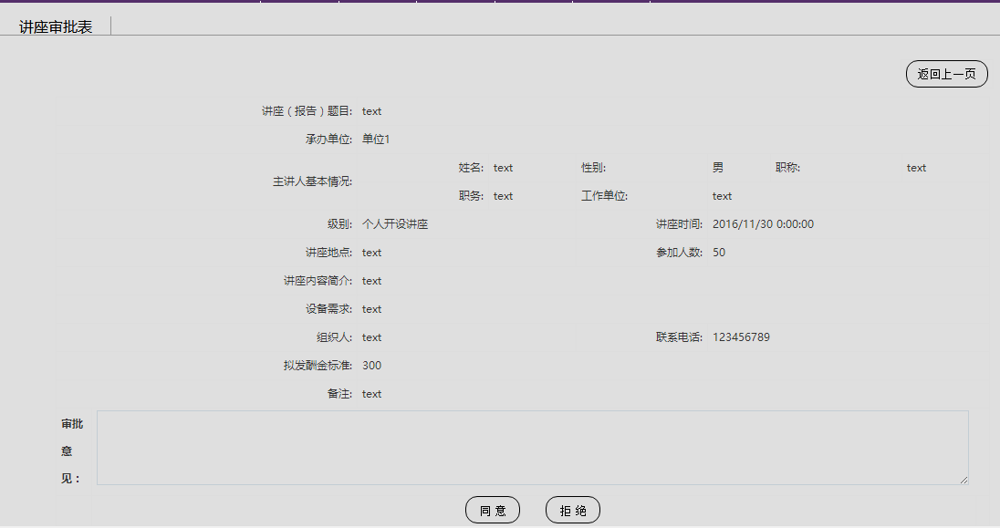 讲座审批表
返回上一页
讲座（报告）题目: text
承办单位: 单位1
主讲人基本情况:
姓名: text 性别: 男 职称: text
职务: text 工作单位: text
级别: 个人开设讲座 讲座时间: 2016/11/30 0:00:00
讲座地点: text 参加人数: 50
讲座内容简介: text
设备需求: text
组织人: text 联系电话: 123456789
拟发酬金标准: 300
备注: text
审批
意
见：
同 意 拒 绝